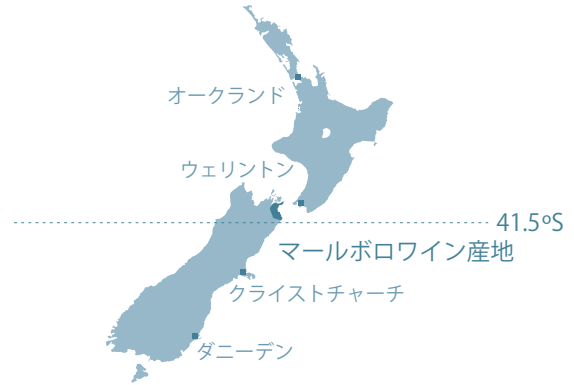 オークランド
ウェリントン
41.5ºS
マールボロワイン産地
クライストチャーチ
ダニーデン